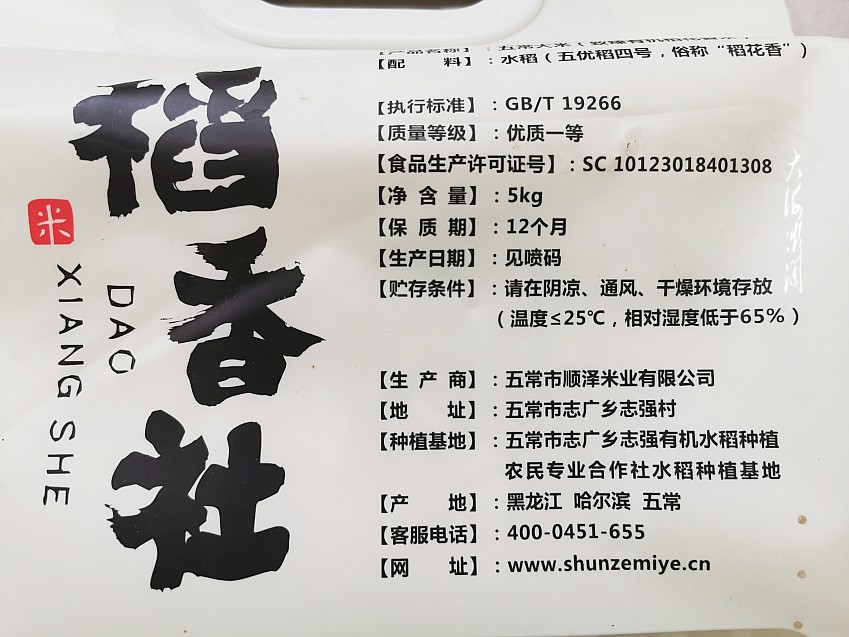 稻香社
米
DAO
XIANG SHE
【产品名称】：五常大米
【配 料】：水稻（五优稻四号，俗称“稻花香”）
【执行标准】：GB/T 19266
【质量等级】：优质一等
【食品生产许可证号】：SC 10123018401308
【净 含 量】：5kg
【保 质 期】：12个月
【生产日期】：见喷码
【贮存条件】：请在阴凉、通风、干燥环境存放
（温度≤25℃，相对湿度低于65%）
【生 产 商】：五常市顺泽米业有限公司
【地 址】：五常市志广乡志强村
【种植基地】：五常市志广乡志强有机水稻种植
农民专业合作社水稻种植基地
【产 地】：黑龙江 哈尔滨 五常
【客服电话】：400-0451-655
【网 址】：www.shunzemiye.cn